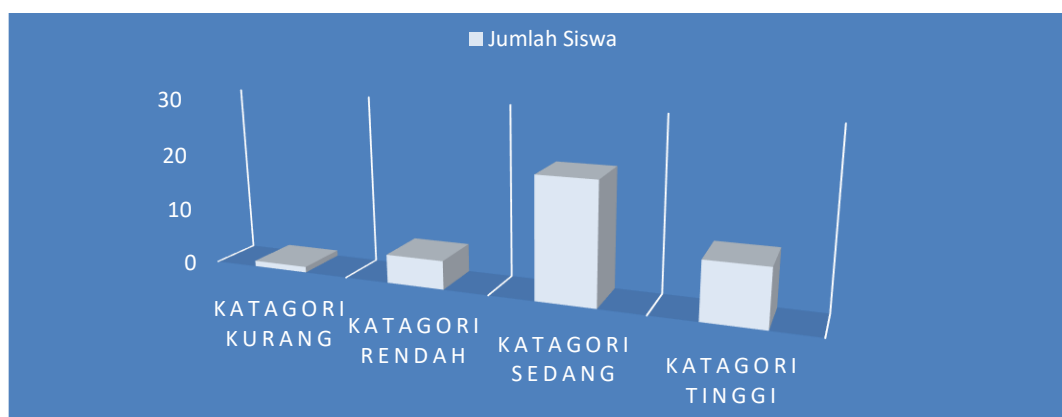 Jumlah Siswa
30
20
10
0
KATAGORI
KURANG
KATAGORI
RENDAH
KATAGORI
SEDANG
KATAGORI
TINGGI